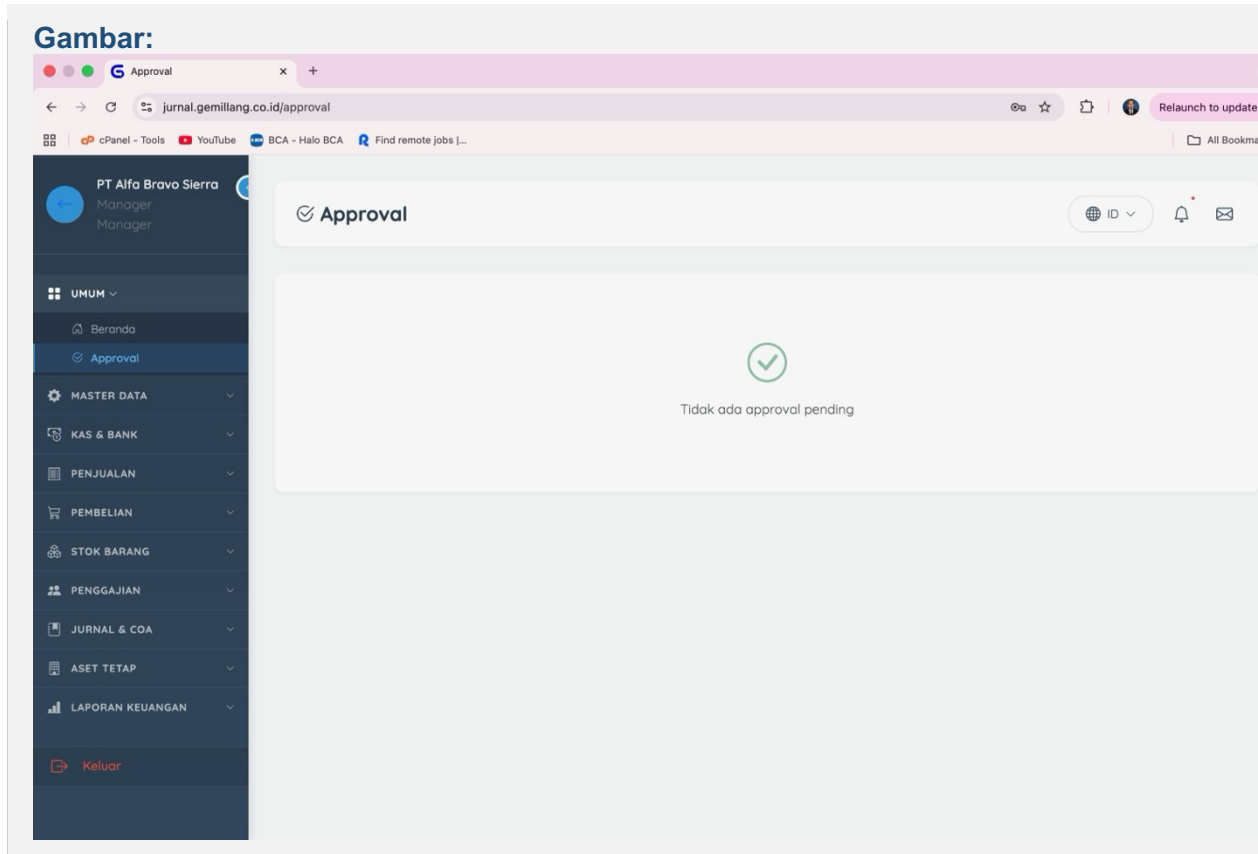 Gambar:
Approval
jurnal.gemillang.co.id/approval
Relaunch to update
cPanel - Tools YouTube BCA - Halo BCA Find remote jobs |...
All Bookma
PT Alfa Bravo Sierra
Manager
Manager
Approval
ID
UMUM
Beranda
Approval
MASTER DATA
KAS & BANK
PENJUALAN
PEMBELIAN
STOK BARANG
PENGGAJIAN
JURNAL & COA
ASET TETAP
LAPORAN KEUANGAN
Keluar
Tidak ada approval pending